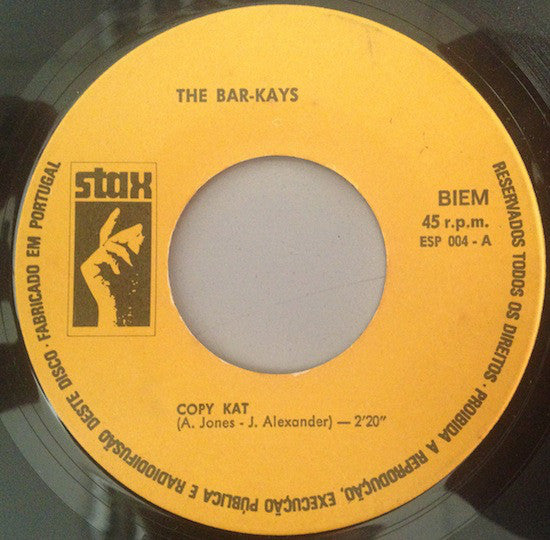 THE BAR-KAYS
stax
BIEM
45 r.p.m.
ESP 004 - A
COPY KAT
(A. Jones - J. Alexander) — 2'20"
RESERVADOS TODOS OS DIREITOS · PROIBIDA A REPRODUÇÃO, EXECUÇÃO PÚBLICA E RADIODIFUSÃO DESTE DISCO · FABRICADO EM PORTUGAL